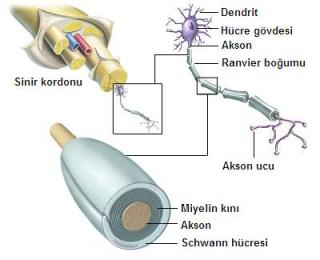 Dendrit
Hücre gövdesi
Akson
Ranvier boğumu
Sinir kordonu
Akson ucu
Miyelin kını
Akson
Schwann hücresi